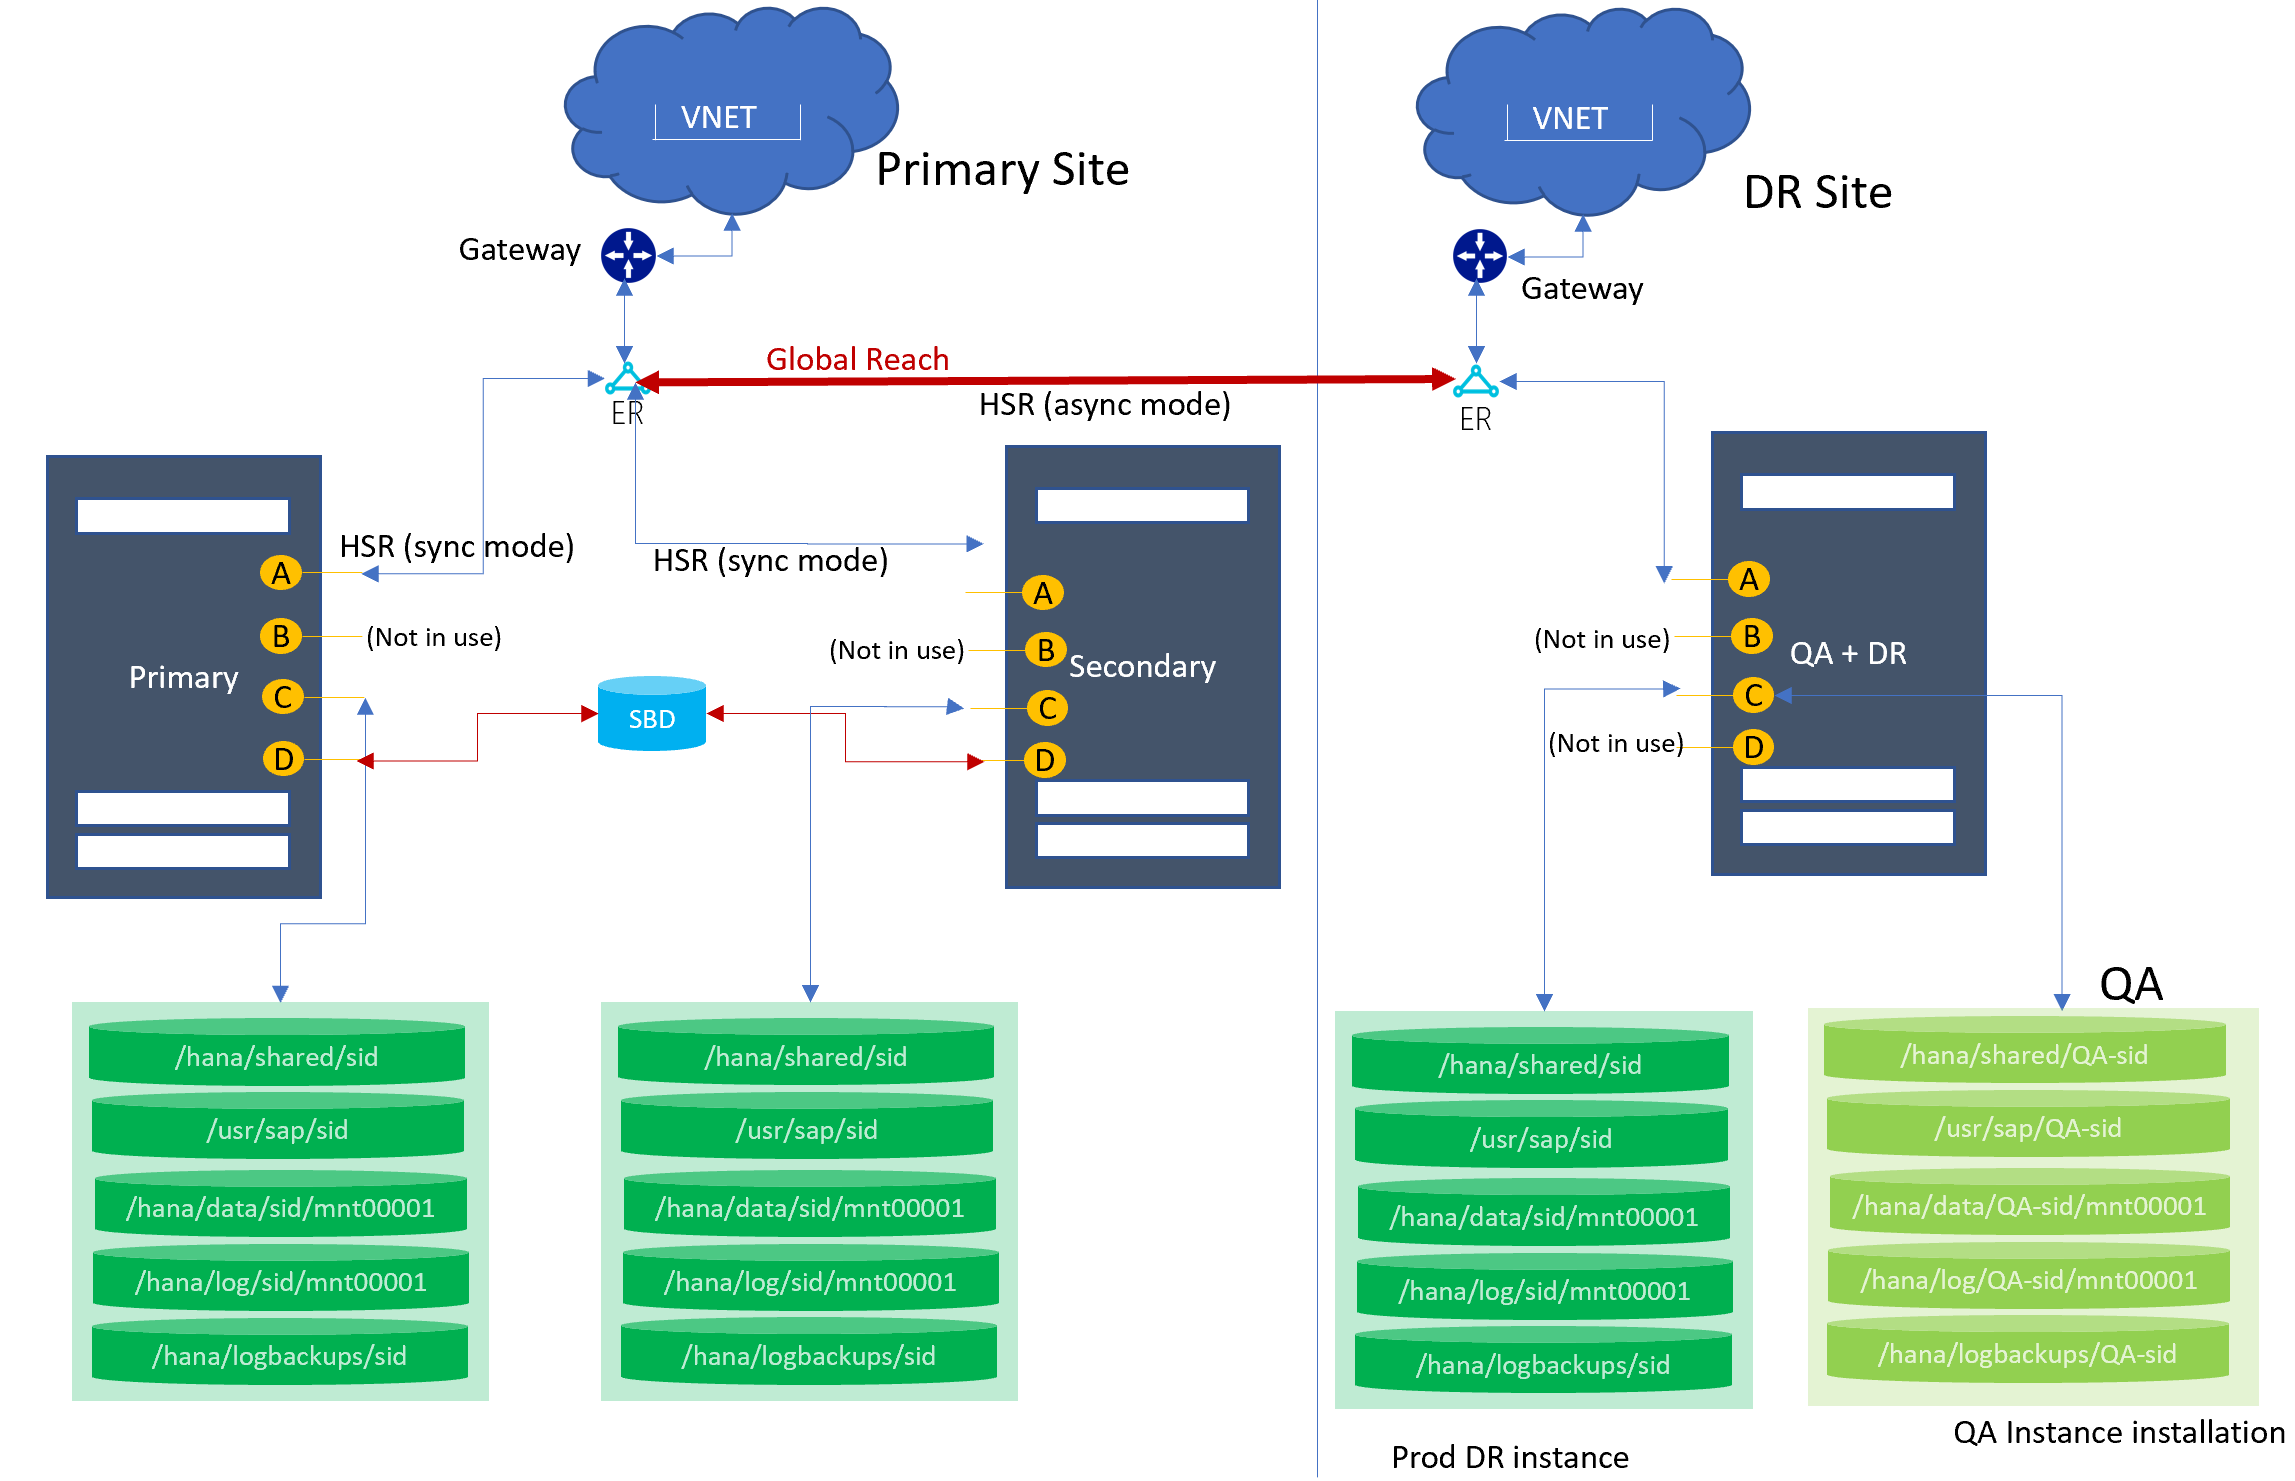 VNET
Primary Site
Gateway
VNET
DR Site
Gateway
Global Reach
HSR (async mode)
ER
ER
HSR (sync mode)
HSR (sync mode)
A
B
(Not in use)
C
D
Primary
SBD
A
(Not in use)
B
C
D
Secondary
A
(Not in use)
B
C
(Not in use)
D
QA + DR
/hana/shared/sid
/usr/sap/sid
/hana/data/sid/mnt00001
/hana/log/sid/mnt00001
/hana/logbackups/sid
/hana/shared/sid
/usr/sap/sid
/hana/data/sid/mnt00001
/hana/log/sid/mnt00001
/hana/logbackups/sid
/hana/shared/sid
/usr/sap/sid
/hana/data/sid/mnt00001
/hana/log/sid/mnt00001
/hana/logbackups/sid
Prod DR instance
QA
/hana/shared/QA-sid
/usr/sap/QA-sid
/hana/data/QA-sid/mnt00001
/hana/log/QA-sid/mnt00001
/hana/logbackups/QA-sid
QA Instance installation